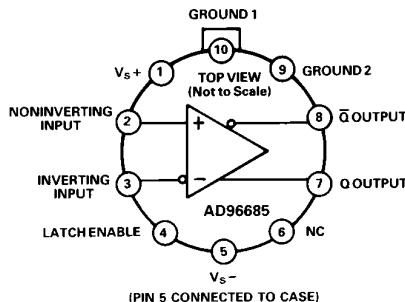 GROUND 1
10
VS+
1
TOP VIEW
(Not to Scale)
9
GROUND 2
NONINVERTING
INPUT
2
+
8
Q̅ OUTPUT
INVERTING
INPUT
3
−
7
Q OUTPUT
AD96685
LATCH ENABLE
4
6
NC
5
VS−
(PIN 5 CONNECTED TO CASE)